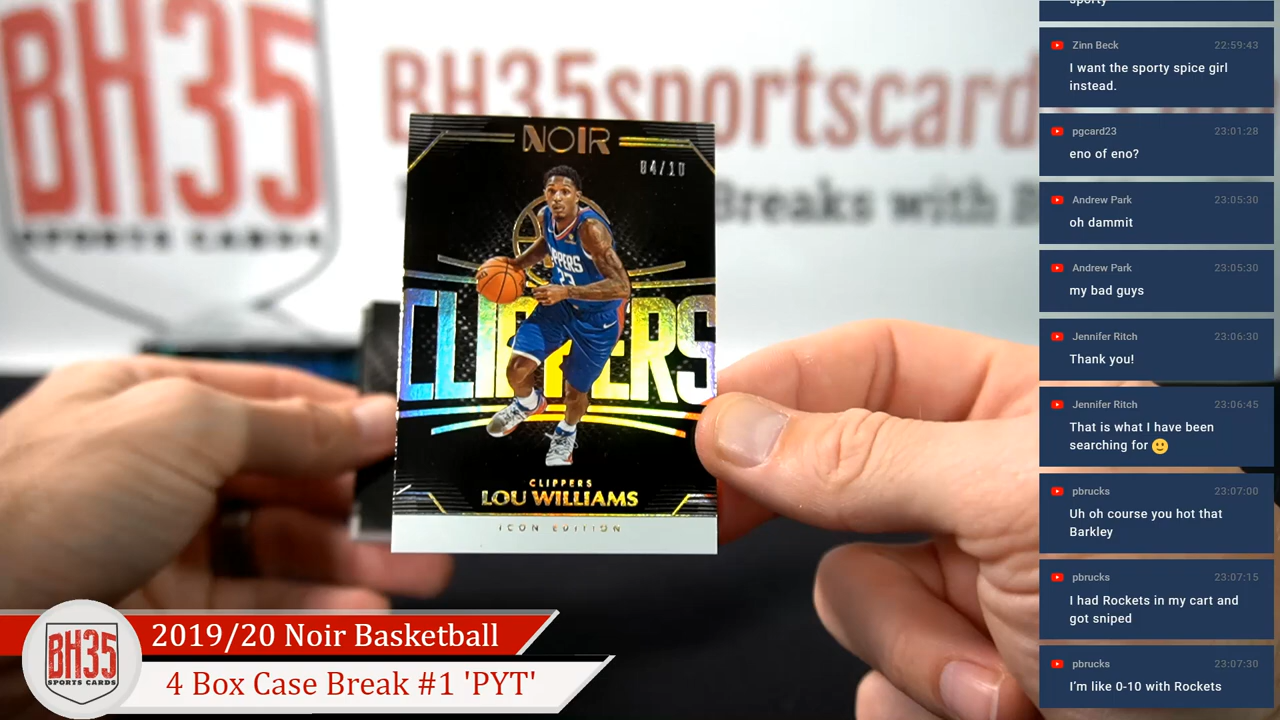 BH35
SPORTS CARDS
BH35sportscards
Breaks with
NOIR
04/10
CLIPPERS
CLIPPERS
23
CLIPPERS
LOU WILLIAMS
ICON EDITION
BH35
SPORTS CARDS
2019/20 Noir Basketball
4 Box Case Break #1 'PYT'
sporty
Zinn Beck 22:59:43
I want the sporty spice girl
instead.
pgcard23 23:01:28
eno of eno?
Andrew Park 23:05:30
oh dammit
Andrew Park 23:05:30
my bad guys
Jennifer Ritch 23:06:30
Thank you!
Jennifer Ritch 23:06:45
That is what I have been
searching for 🙂
pbrucks 23:07:00
Uh oh course you hot that
Barkley
pbrucks 23:07:15
I had Rockets in my cart and
got sniped
pbrucks 23:07:30
I'm like 0-10 with Rockets